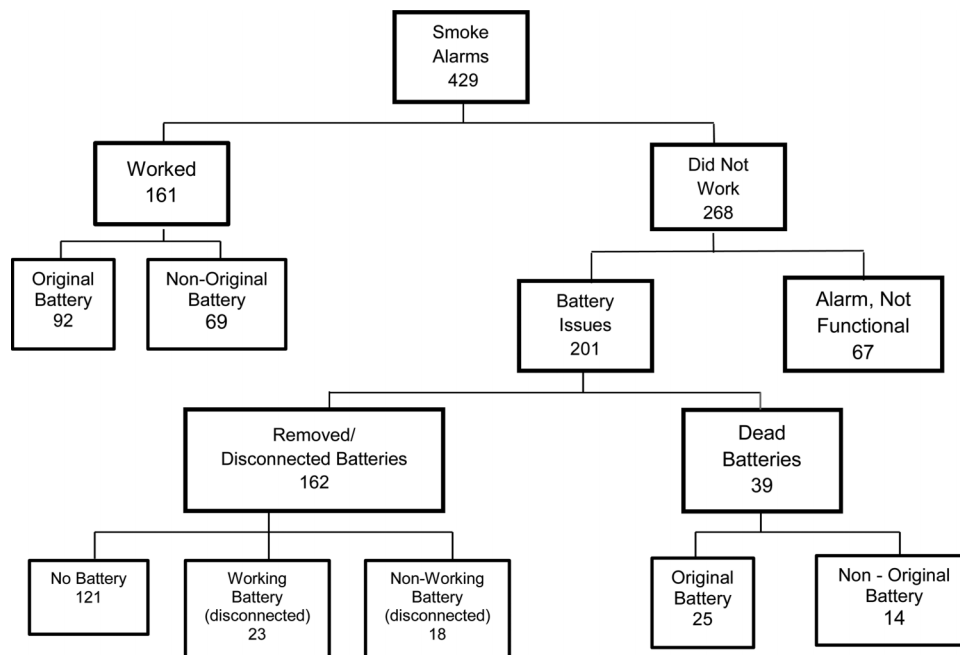 Smoke
Alarms
429
Worked
161
Did Not
Work
268
Original
Battery
92
Non-Original
Battery
69
Battery
Issues
201
Alarm, Not
Functional
67
Removed/
Disconnected Batteries
162
Dead
Batteries
39
No Battery
121
Working
Battery
(disconnected)
23
Non-Working
Battery
(disconnected)
18
Original
Battery
25
Non - Original
Battery
14